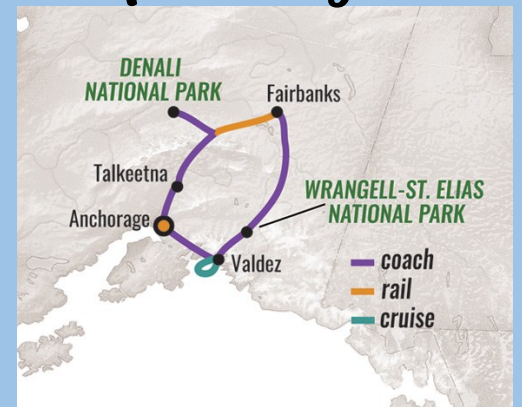 DENALI
NATIONAL PARK
Fairbanks
Talkeetna
WRANGELL-ST. ELIAS
NATIONAL PARK
Anchorage
Valdez
coach
rail
cruise